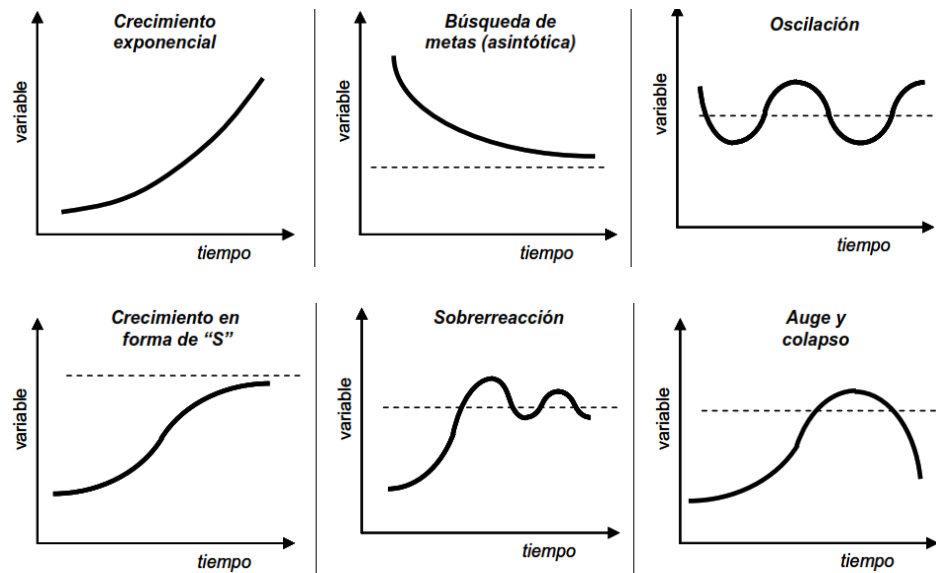 Crecimiento
exponencial
variable
tiempo
Búsqueda de
metas (asintótica)
variable
tiempo
Oscilación
variable
tiempo
Crecimiento en
forma de “S”
variable
tiempo
Sobrerreacción
variable
tiempo
Auge y
colapso
variable
tiempo